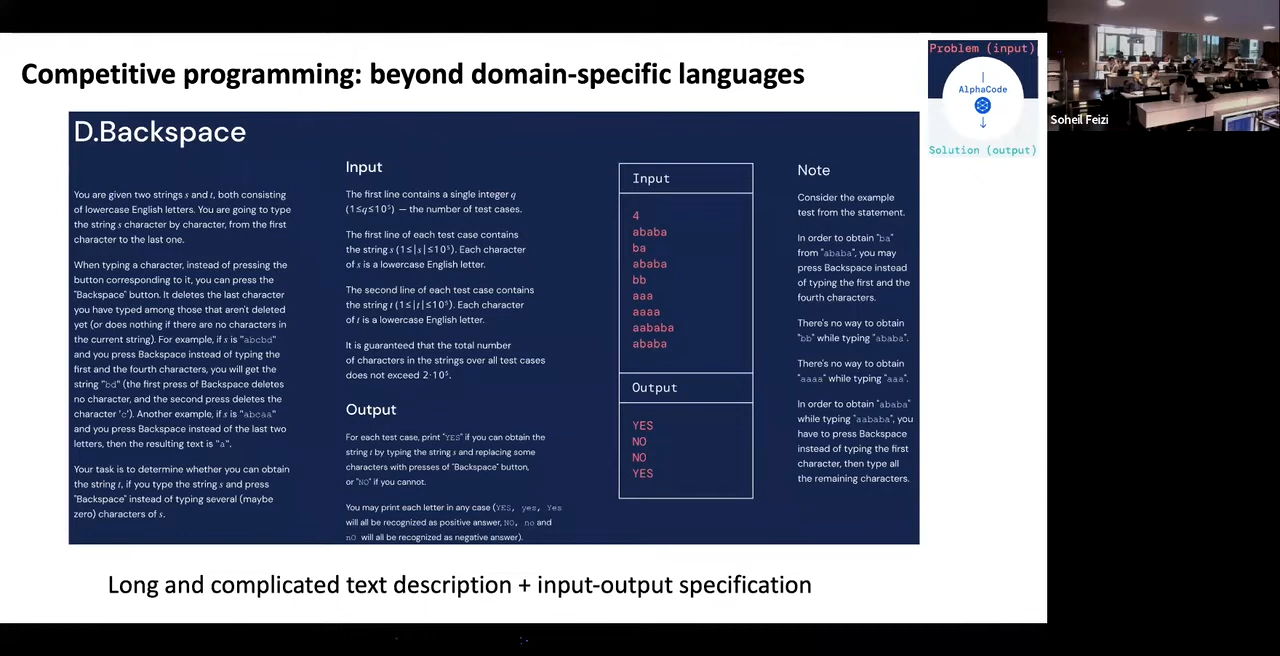 Competitive programming: beyond domain-specific languages
D.Backspace
You are given two strings s and t, both consisting
of lowercase English letters. You are going to type
the string s character by character, from the first
character to the last one.
When typing a character, instead of pressing the
button corresponding to it, you can press the
"Backspace" button. It deletes the last character
you have typed among those that aren't deleted
yet (or does nothing if there are no characters in
the current string). For example, if s is "abcbd"
and you press Backspace instead of typing the
first and the fourth characters, you will get the
string "bd" (the first press of Backspace deletes
no character, and the second press deletes the
character 'c'). Another example, if s is "abcaa"
and you press Backspace instead of the last two
letters, then the resulting text is "a".
Your task is to determine whether you can obtain
the string t, if you type the string s and press
"Backspace" instead of typing several (maybe
zero) characters of s.
Input
The first line contains a single integer q
(1≤q≤10⁵) — the number of test cases.
The first line of each test case contains
the string s (1≤|s|≤10⁵). Each character
of s is a lowercase English letter.
The second line of each test case contains
the string t (1≤|t|≤10⁵). Each character
of t is a lowercase English letter.
It is guaranteed that the total number
of characters in the strings over all test cases
does not exceed 2·10⁵.
Output
For each test case, print "YES" if you can obtain the
string t by typing the string s and replacing some
characters with presses of "Backspace" button,
or "NO" if you cannot.
You may print each letter in any case (YES, yes, Yes
will all be recognized as positive answer, NO, no and
nO will all be recognized as negative answer).
Input
4
ababa
ba
ababa
bb
aaa
aaaa
aababa
ababa
Output
YES
NO
NO
YES
Note
Consider the example
test from the statement.
In order to obtain "ba"
from "ababa", you may
press Backspace instead
of typing the first and the
fourth characters.
There's no way to obtain
"bb" while typing "ababa".
There's no way to obtain
"aaaa" while typing "aaa".
In order to obtain "ababa"
while typing "aababa", you
have to press Backspace
instead of typing the first
character, then type all
the remaining characters.
Long and complicated text description + input-output specification
Problem (input)
AlphaCode
Solution (output)
Soheil Feizi